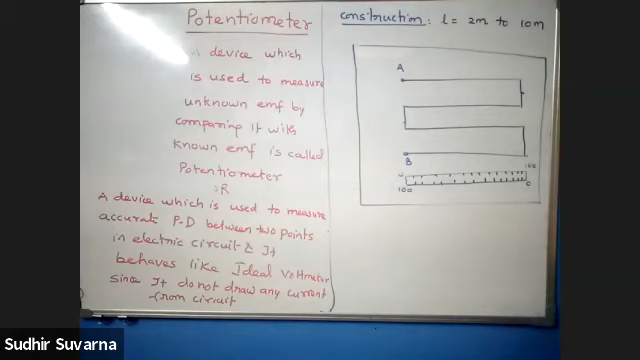 Potentiometer
A device which
is used to measure
unknown emf by
comparing it with
known emf is called
Potentiometer
OR
A device which is used to measure
accurate P.D between two points
in electric circuit & It
behaves like Ideal Voltmeter
since It do not draw any current
from circuit
construction: l = 2m to 10m
A
B
0 100
100 0
Sudhir Suvarna